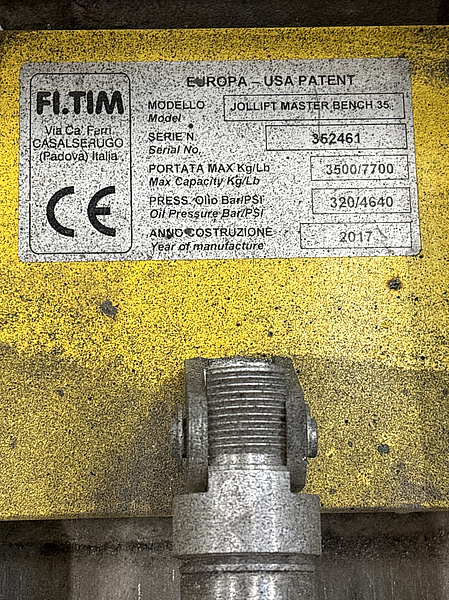 EUROPA – USA PATENT
FI.TIM
Via Ca' Ferri
CASALSERUGO
(Padova) Italia
CE
MODELLO
Model
JOLLIFT MASTER BENCH 35
SERIE N.
Serial No.
352461
PORTATA MAX Kg/Lb
Max Capacity Kg/Lb
3500/7700
PRESS. Olio Bar/PSI
Oil Pressure Bar/PSI
320/4640
ANNO COSTRUZIONE
Year of manufacture
2017